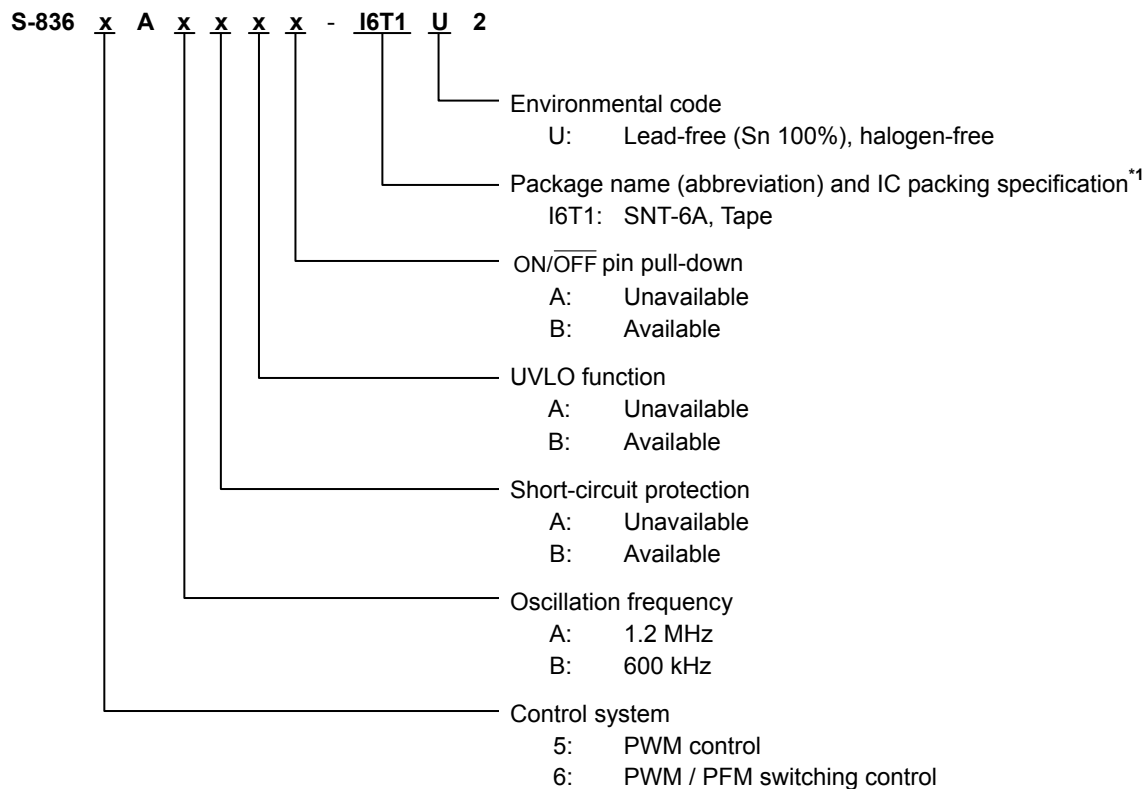 S-836 x A x x x x - I6T1 U 2
Environmental code
U: Lead-free (Sn 100%), halogen-free
Package name (abbreviation) and IC packing specification*1
I6T1: SNT-6A, Tape
ON/OFF pin pull-down
A: Unavailable
B: Available
UVLO function
A: Unavailable
B: Available
Short-circuit protection
A: Unavailable
B: Available
Oscillation frequency
A: 1.2 MHz
B: 600 kHz
Control system
5: PWM control
6: PWM / PFM switching control